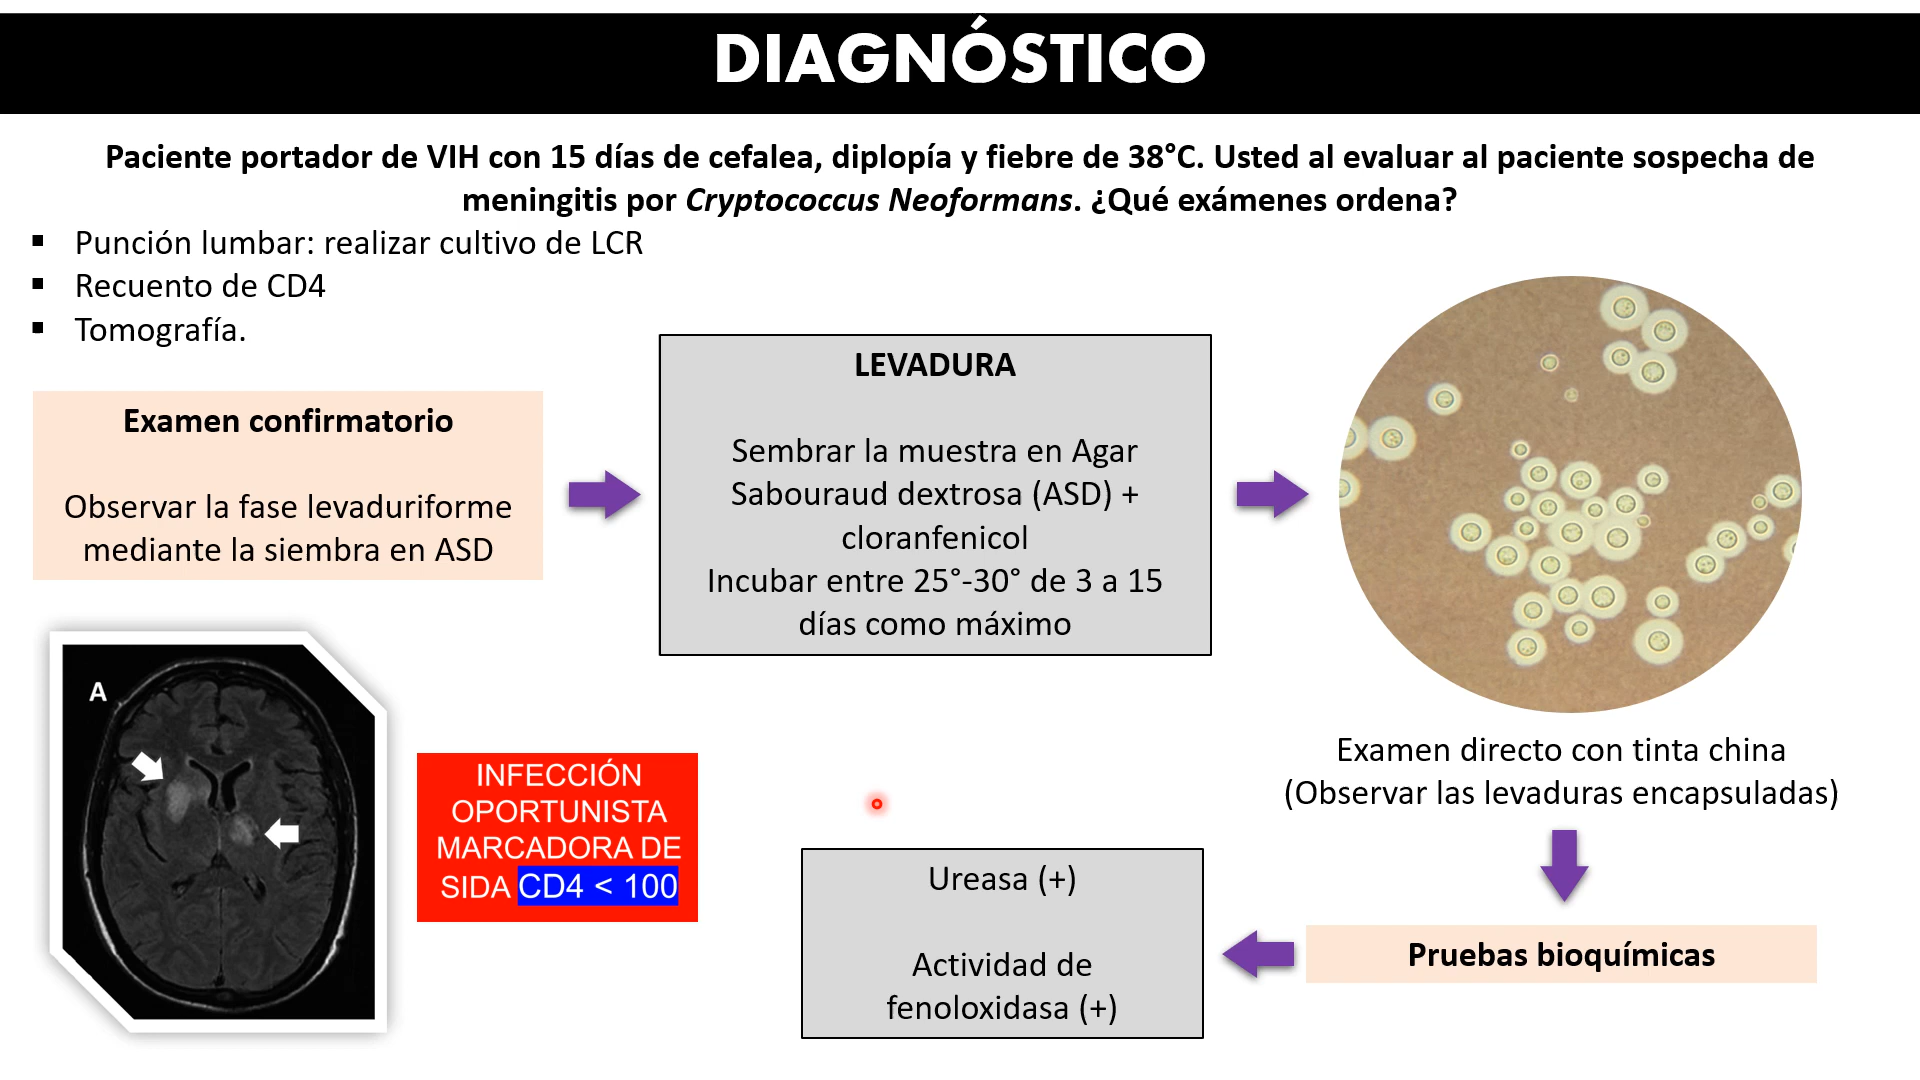 DIAGNÓSTICO
Paciente portador de VIH con 15 días de cefalea, diplopía y fiebre de 38°C. Usted al evaluar al paciente sospecha de
meningitis por Cryptococcus Neoformans. ¿Qué exámenes ordena?
▪ Punción lumbar: realizar cultivo de LCR
▪ Recuento de CD4
▪ Tomografía.
Examen confirmatorio
Observar la fase levaduriforme
mediante la siembra en ASD
LEVADURA
Sembrar la muestra en Agar
Sabouraud dextrosa (ASD) +
cloranfenicol
Incubar entre 25°-30° de 3 a 15
días como máximo
Examen directo con tinta china
(Observar las levaduras encapsuladas)
Pruebas bioquímicas
Ureasa (+)
Actividad de
fenoloxidasa (+)
A
INFECCIÓN
OPORTUNISTA
MARCADORA DE
SIDA CD4 < 100